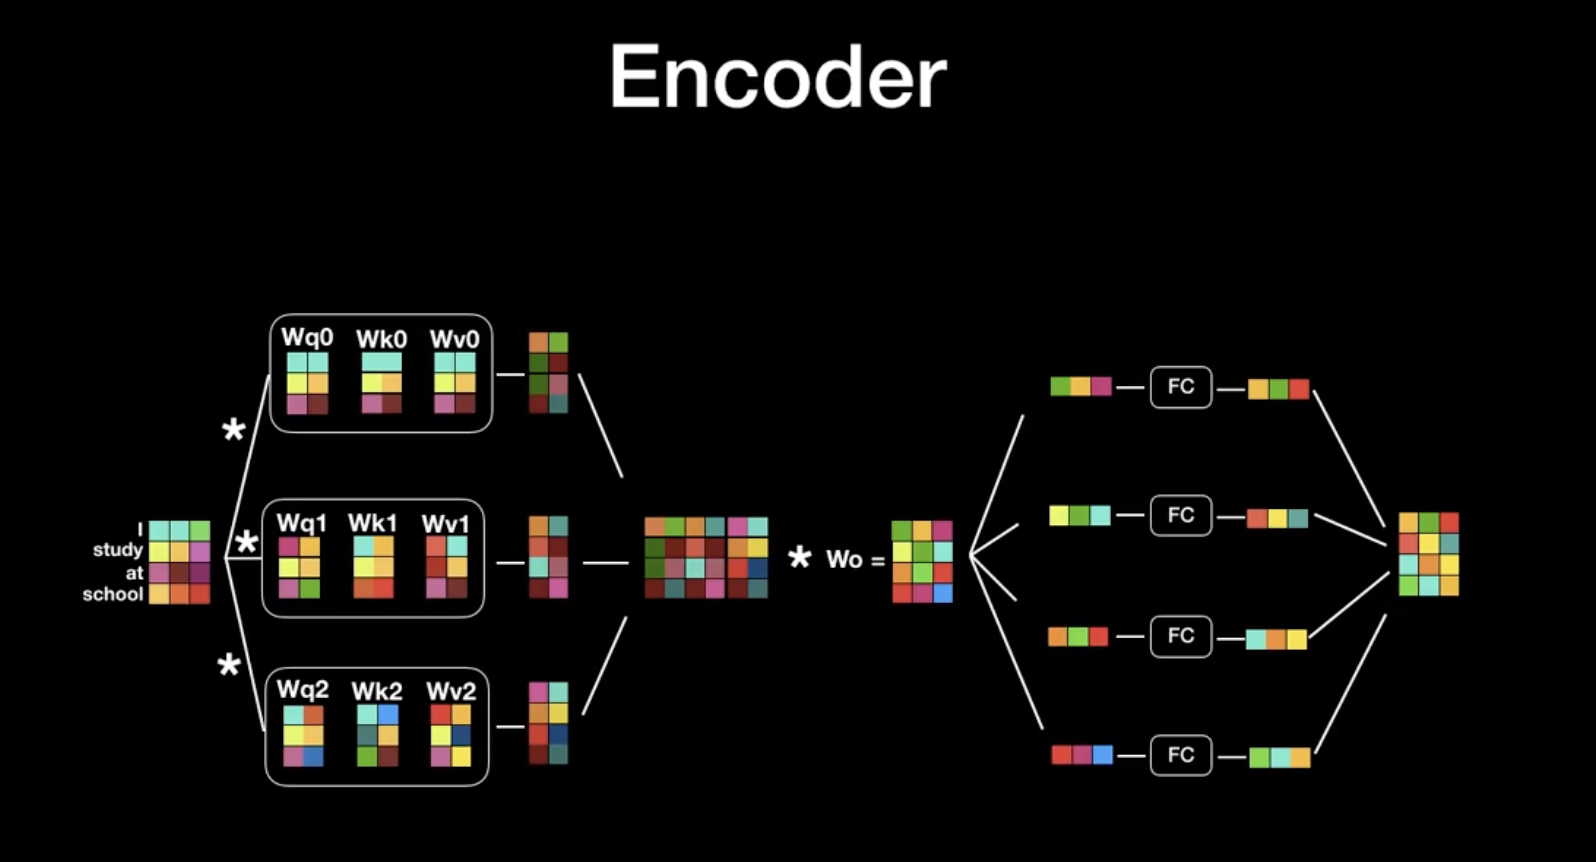 Encoder
Wq0 Wk0 Wv0
*
I
study
at
school
*
Wq1 Wk1 Wv1
* Wo =
*
Wq2 Wk2 Wv2
FC
FC
FC
FC